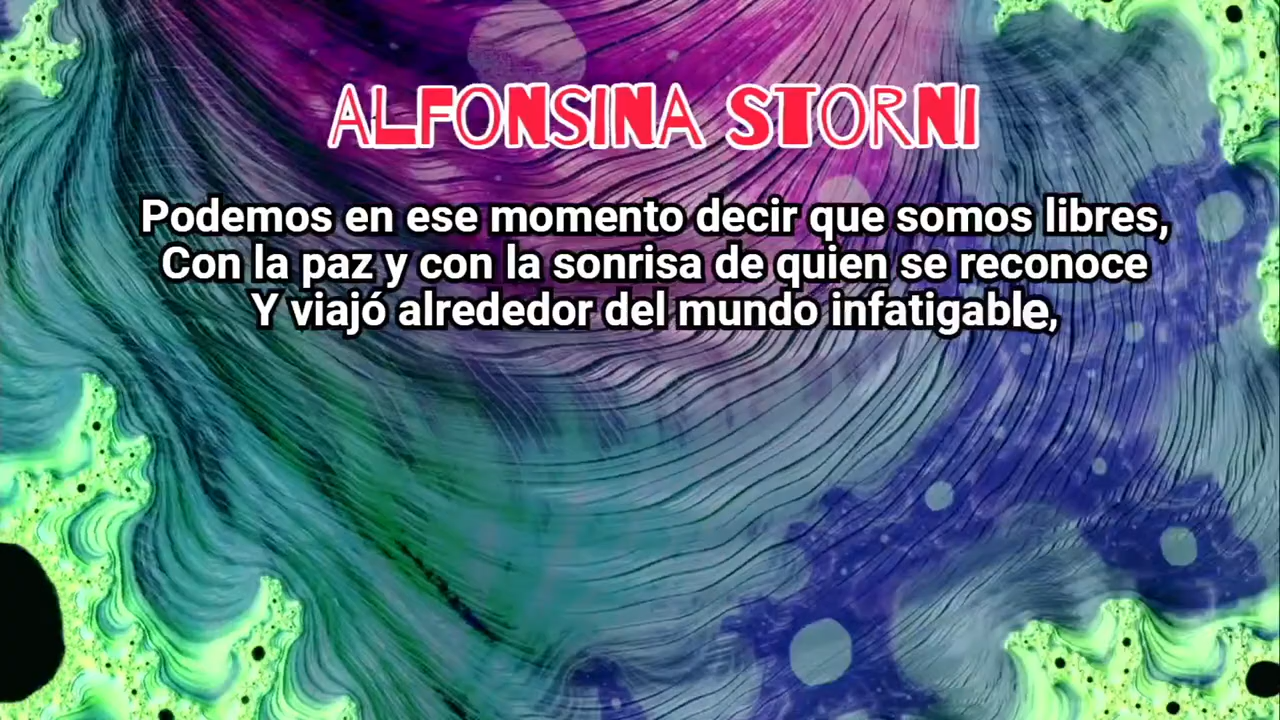 ALFONSINA STORNI
Podemos en ese momento decir que somos libres,
Con la paz y con la sonrisa de quien se reconoce
Y viajó alrededor del mundo infatigable,